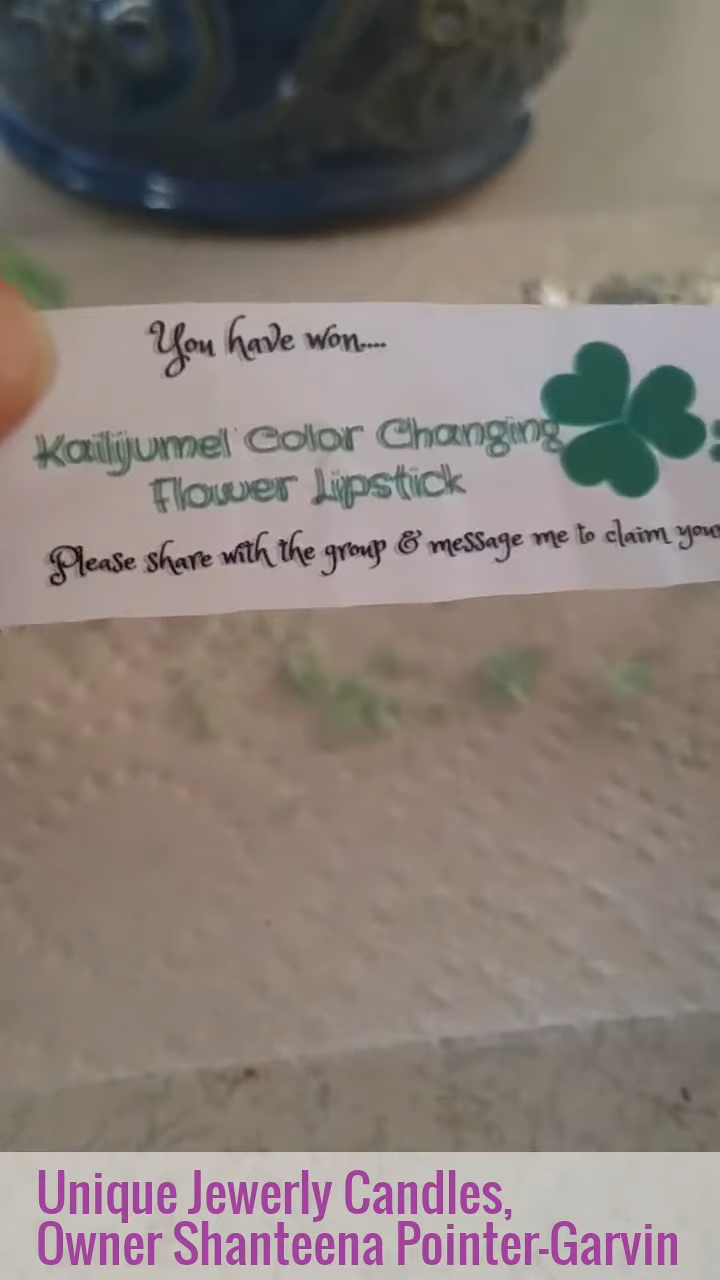 You have won....
Kailijumei Color Changing
Flower Lipstick
Please share with the group & message me to claim your
Unique Jewerly Candles,
Owner Shanteena Pointer-Garvin